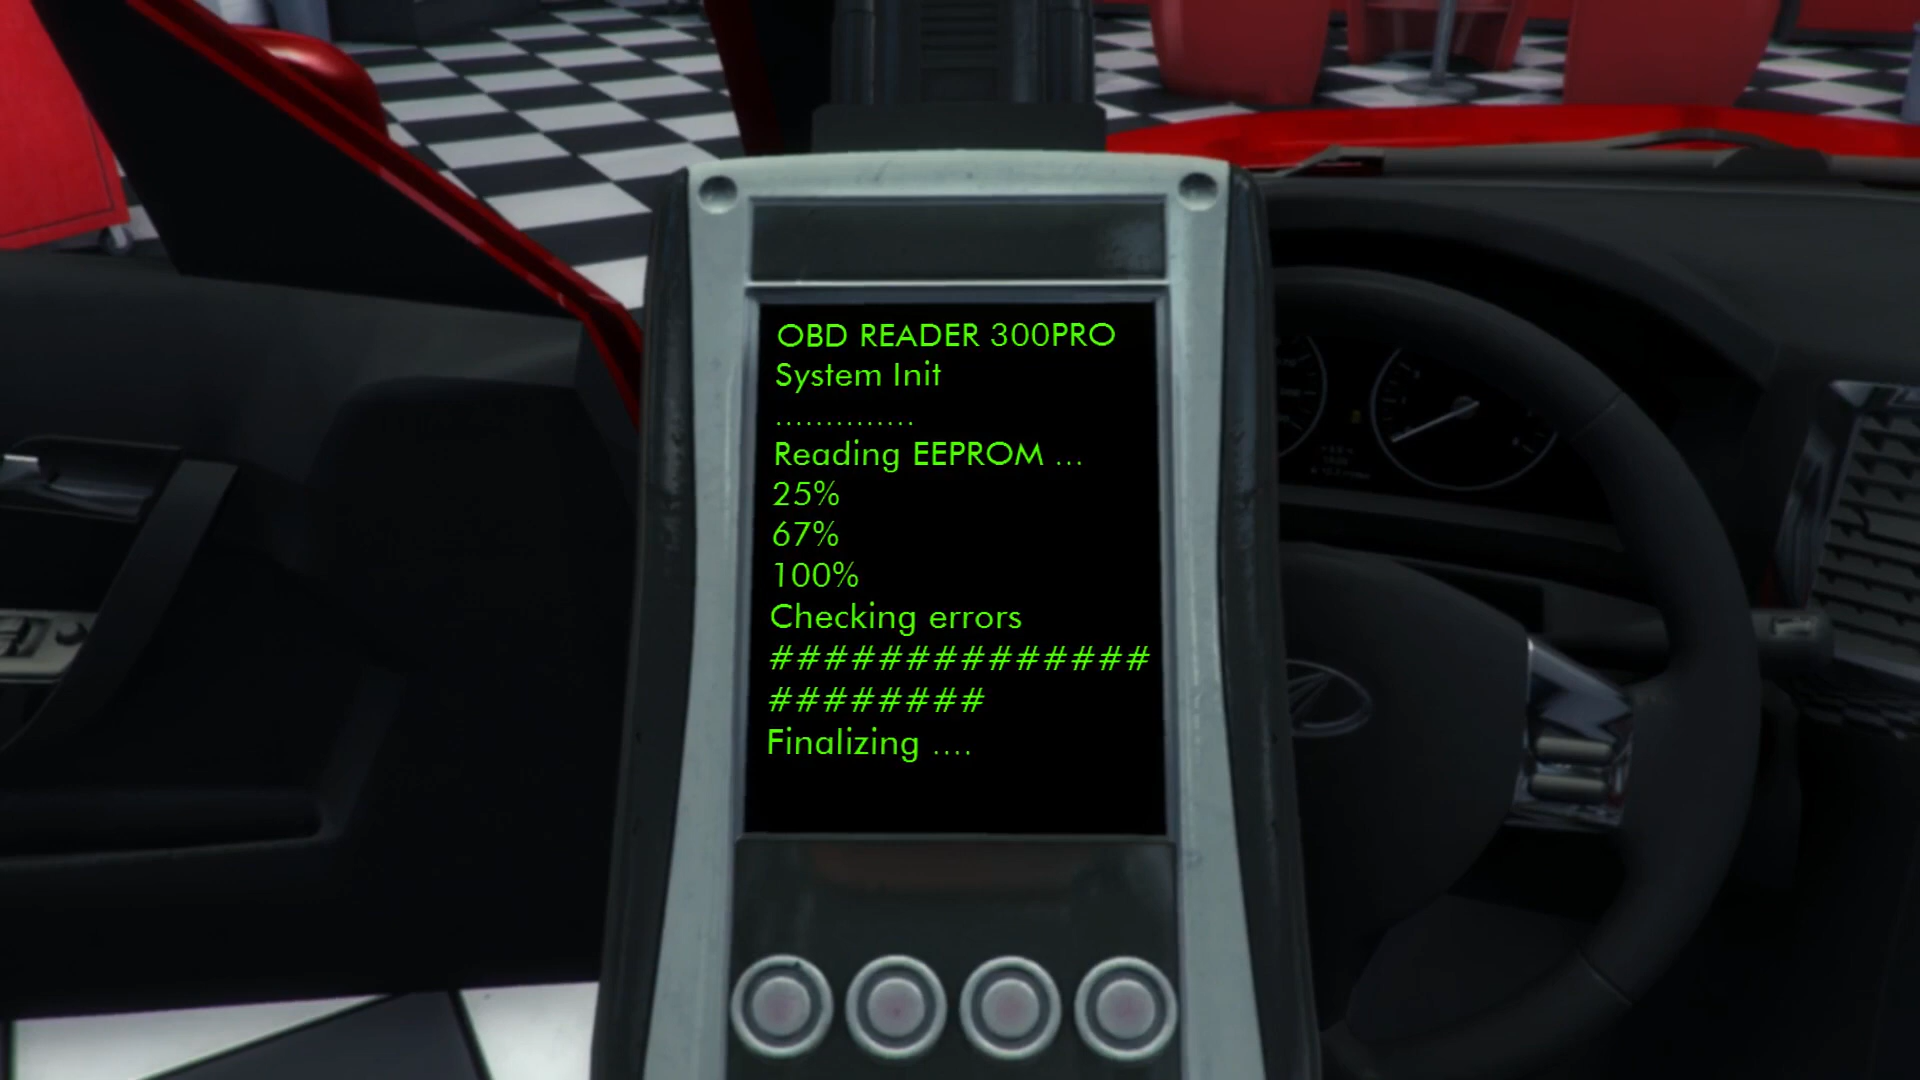 OBD READER 300PRO
System Init
..............
Reading EEPROM ...
25%
67%
100%
Checking errors
##############
########
Finalizing ....